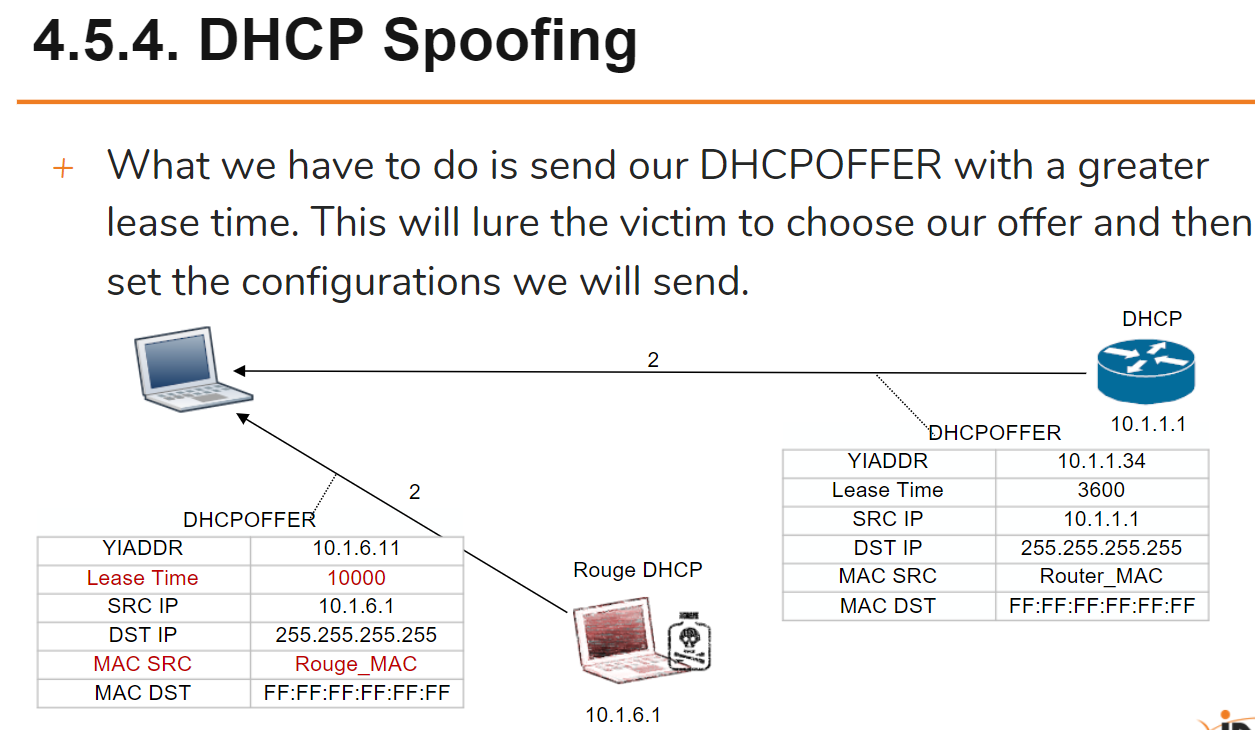 4.5.4. DHCP Spoofing
+ What we have to do is send our DHCPOFFER with a greater
lease time. This will lure the victim to choose our offer and then
set the configurations we will send.
DHCP
2
10.1.1.1
DHCPOFFER
YIADDR 10.1.1.34
Lease Time 3600
SRC IP 10.1.1.1
DST IP 255.255.255.255
MAC SRC Router_MAC
MAC DST FF:FF:FF:FF:FF:FF
2
DHCPOFFER
YIADDR 10.1.6.11
Lease Time 10000
SRC IP 10.1.6.1
DST IP 255.255.255.255
MAC SRC Rouge_MAC
MAC DST FF:FF:FF:FF:FF:FF
Rouge DHCP
10.1.6.1